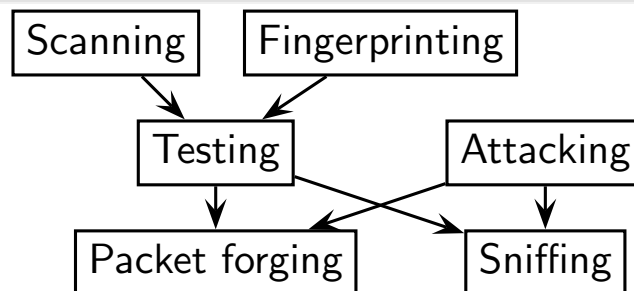 Scanning
Fingerprinting
Testing
Attacking
Packet forging
Sniffing